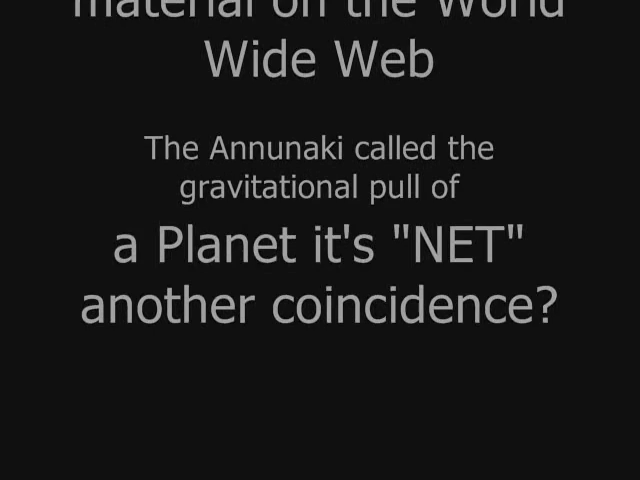 material on the World
Wide Web
The Annunaki called the
gravitational pull of
a Planet it's "NET"
another coincidence?